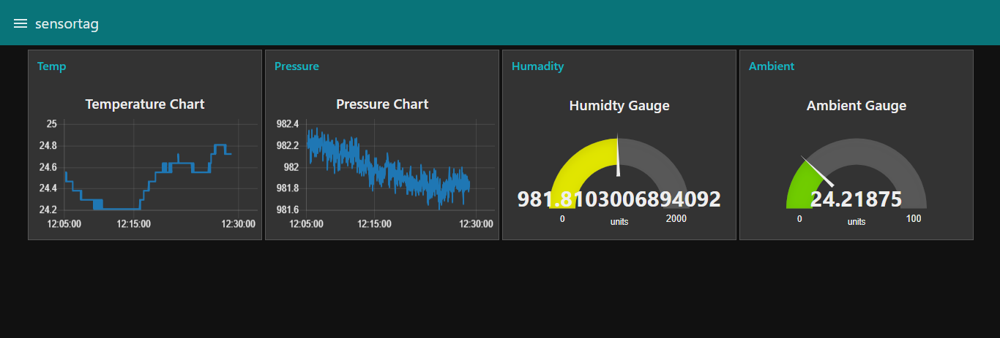 sensortag
Temp
Temperature Chart
25
24.8
24.6
24.4
24.2
12:05:00 12:15:00 12:30:00
Pressure
Pressure Chart
982.4
982.2
982
981.8
981.6
12:05:00 12:15:00 12:30:00
Humadity
Humidty Gauge
981.8103006894092
0 units 2000
Ambient
Ambient Gauge
24.21875
0 units 100